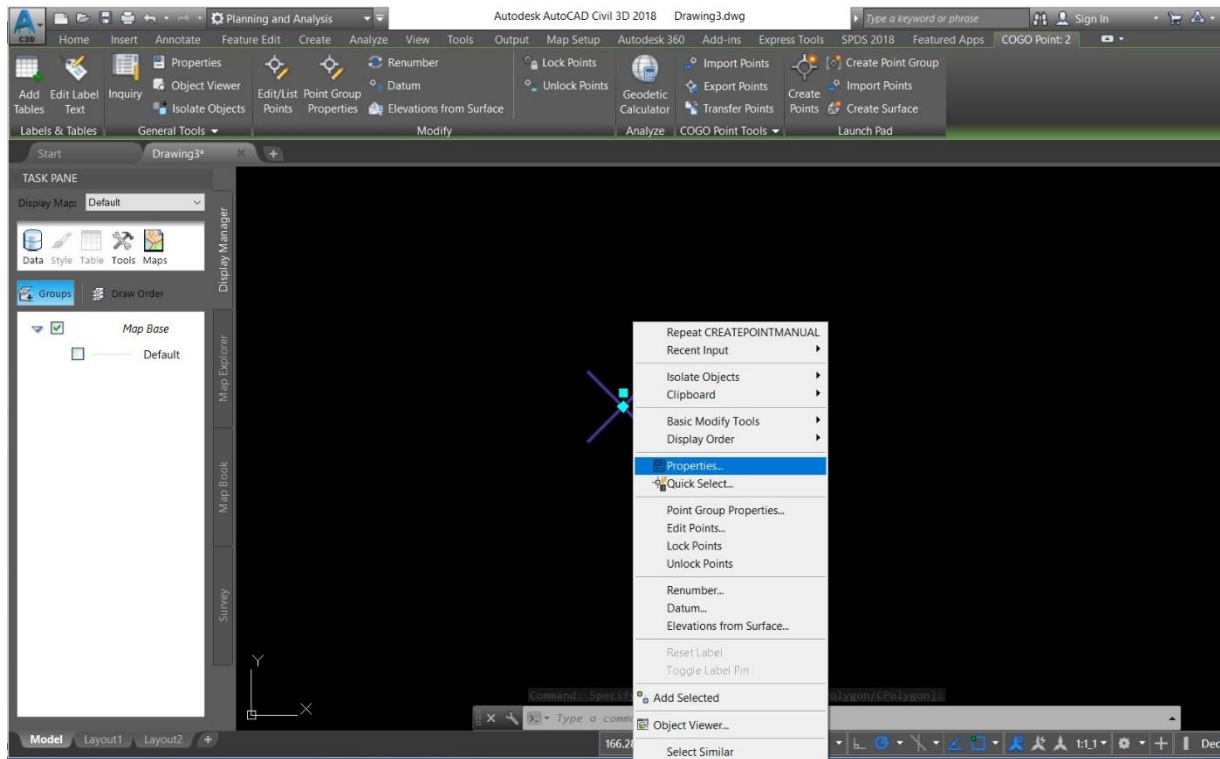 Planning and Analysis
Autodesk AutoCAD Civil 3D 2018 Drawing3.dwg
Type a keyword or phrase
Sign In
C3D
Home Insert Annotate Feature Edit Create Analyze View Tools Output Map Setup Autodesk 360 Add-ins Express Tools SPDS 2018 Featured Apps COGO Point: 2
Add Tables
Edit Label Text
Inquiry
Properties
Object Viewer
Isolate Objects
Edit/List Points
Point Group Properties
Renumber
Datum
Elevations from Surface
Lock Points
Unlock Points
Geodetic Calculator
Import Points
Export Points
Transfer Points
Create Points
Create Point Group
Import Points
Create Surface
Labels & Tables
General Tools
Modify
Analyze
COGO Point Tools
Launch Pad
Start
Drawing3*
TASK PANE
Display Map: Default
Data Style Table Tools Maps
Groups
Draw Order
Map Base
Default
Display Manager
Map Explorer
Map Book
Survey
Repeat CREATEPOINTMANUAL
Recent Input
Isolate Objects
Clipboard
Basic Modify Tools
Display Order
Properties...
Quick Select...
Point Group Properties...
Edit Points...
Lock Points
Unlock Points
Renumber...
Datum...
Elevations from Surface...
Reset Label
Toggle Label Pin
Add Selected
Object Viewer...
Select Similar
Y
X
Command:
olygon/CPolygon]:
Type a
Model Layout1 Layout2
1:1_1